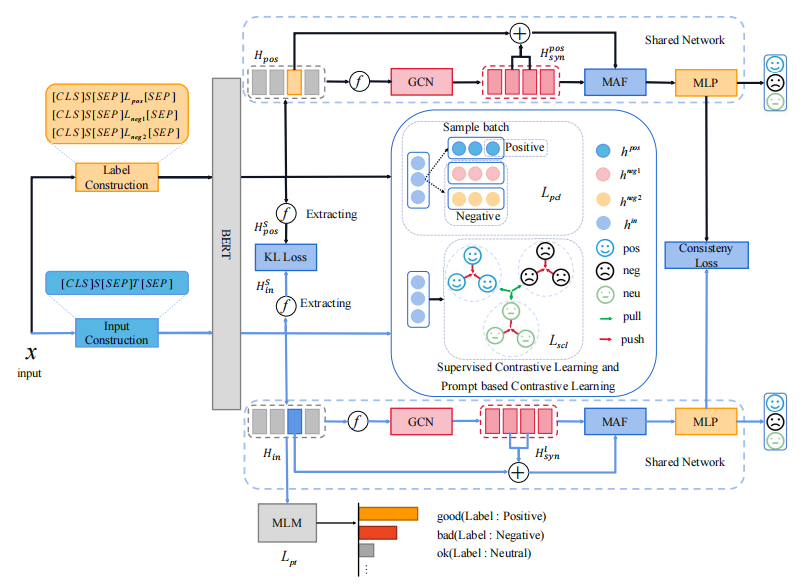 Shared Network
H_pos
f
GCN
H_syn^pos
MAF
MLP
[CLS]S[SEP]L_pos[SEP]
[CLS]S[SEP]L_neg1[SEP]
[CLS]S[SEP]L_neg2[SEP]
Label
Construction
BERT
Sample batch
Positive
Negative
L_pd
h^pos
h^neg1
h^neg2
h^in
pos
neg
neu
pull
push
f
Extracting
H_pos^S
KL Loss
H_in^S
f
Extracting
Consisteny
Loss
[CLS]S[SEP]T[SEP]
Input
Construction
x
input
L_scl
Supervised Contrastive Learning and
Prompt based Contrastive Learning
f
GCN
MAF
MLP
H_in
H_syn^I
Shared Network
MLM
L_pt
good(Label : Positive)
bad(Label : Negative)
ok(Label : Neutral)
⋮